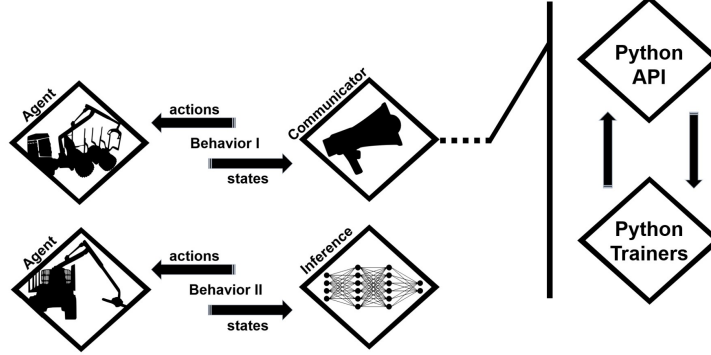 Agent
actions
Behavior I
states
Communicator
Agent
actions
Behavior II
states
Inference
Python
API
Python
Trainers